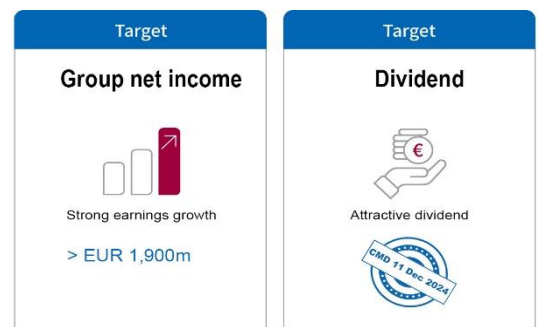 Target
Group net income
Strong earnings growth
> EUR 1,900m
Target
Dividend
€
Attractive dividend
CMD 11 Dec 2024